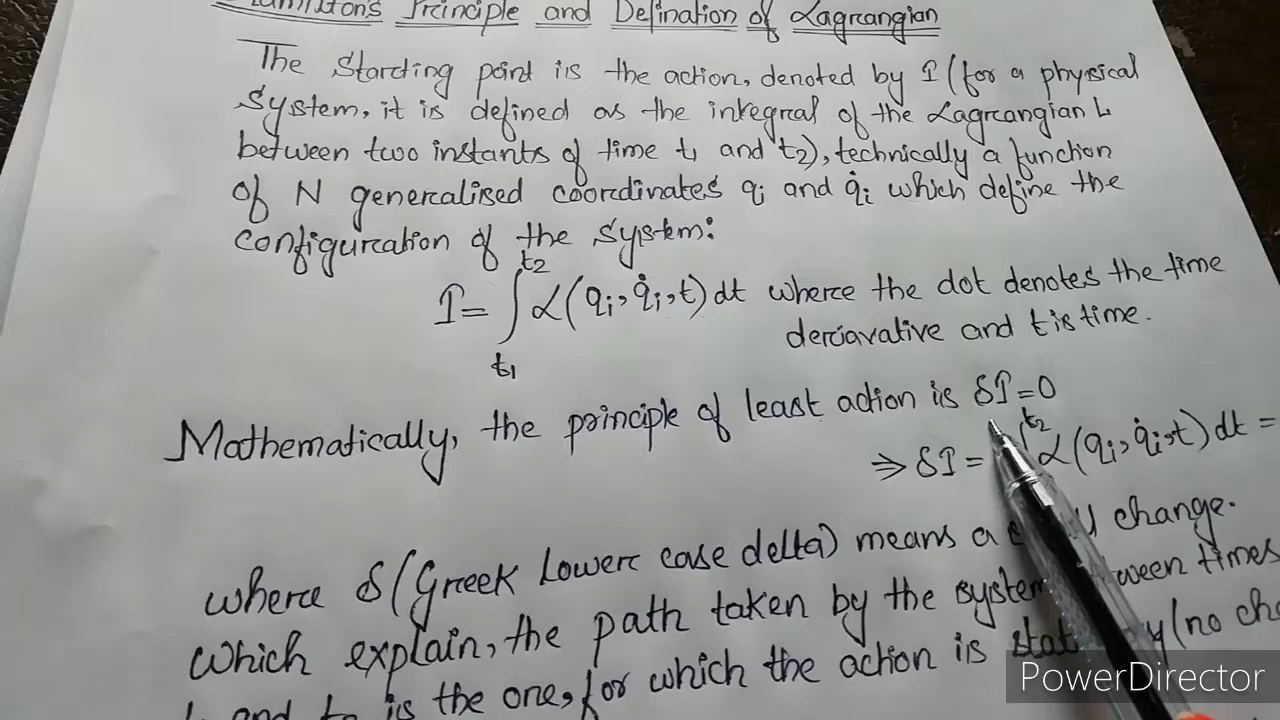 Hamilton's Principle and Defination of Lagrangian
The Starting point is the action, denoted by I (for a physical
System, it is defined as the integral of the Lagrangian L
between two instants of time t₁ and t₂), technically a function
of N generalised coordinates qᵢ and q̇ᵢ which define the
configuration of the System:
I = ∫ₜ₁ᵗ² L(qᵢ, q̇ᵢ, t) dt where the dot denotes the time
deriavative and t is time.
Mathematically, the principle of least action is δI = 0
⇒ δI = t₂ L(qᵢ, q̇ᵢ, t) dt =
where δ (Greek Lower case delta) means a change.
which explain, the path taken by the system times
is the one, for which the action is (no
PowerDirector